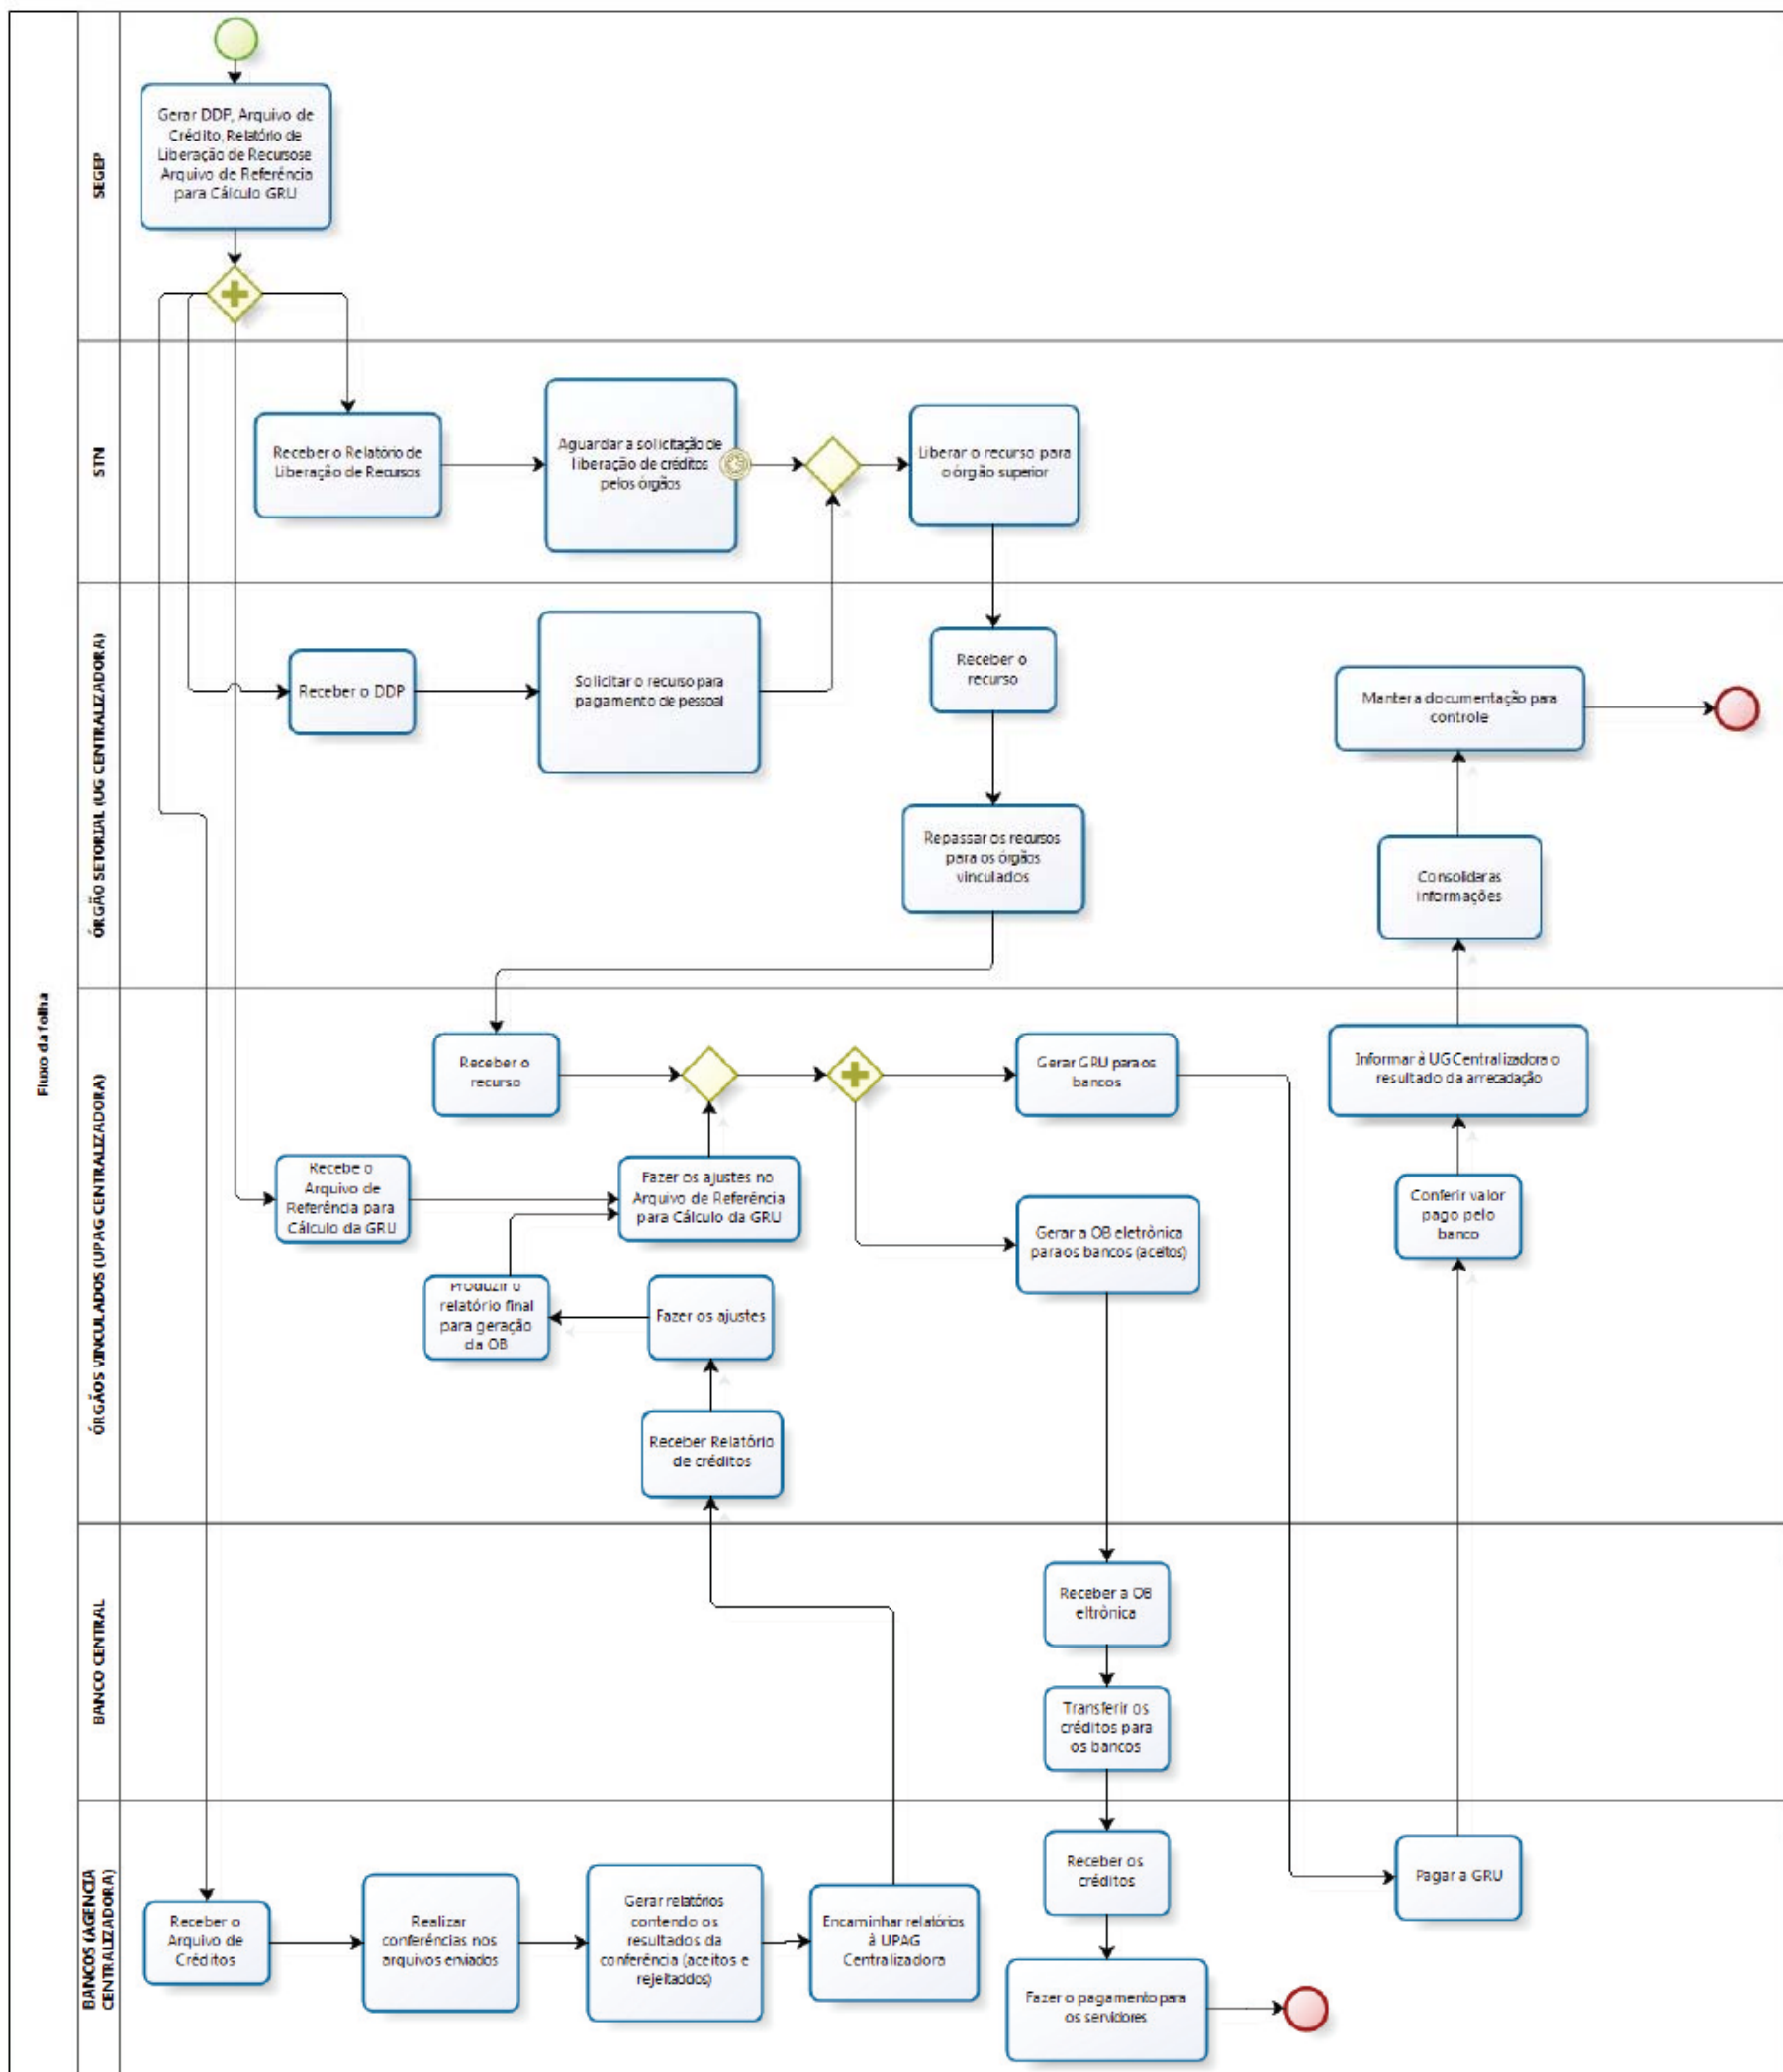 Fluxo da folha
SEGEP
Gerar DDP, Arquivo de
Crédito, Relatório de
Liberação de Recursose
Arquivo de Referência
para Cálculo GRU
STN
Receber o Relatório de
Liberação de Recursos
Aguardar a solicitação de
liberação de créditos
pelos órgãos
Liberar o recurso para
o órgão superior
ÓRGÃO SETORIAL (UG CENTRALIZADORA)
Receber o DDP
Solicitar o recurso para
pagamento de pessoal
Receber o
recurso
Repassar os recursos
para os órgãos
vinculados
Manter a documentação para
controle
Consolidar as
informações
ÓRGÃOS VINCULADOS (UPAG CENTRALIZADORA)
Receber o
recurso
Gerar GRU para os
bancos
Informar à UG Centralizadora o
resultado da arrecadação
Recebe o
Arquivo de
Referência para
Cálculo da GRU
Fazer os ajustes no
Arquivo de Referência
para Cálculo da GRU
Conferir valor
pago pelo
banco
Gerar a OB eletrônica
para os bancos (aceitos)
Produzir o
relatório final
para geração
da OB
Fazer os ajustes
Receber Relatório
de créditos
BANCO CENTRAL
Receber a OB
eltrônica
Transferir os
créditos para
os bancos
BANCOS (AGENCIA
CENTRALIZADORA)
Receber o
Arquivo de
Créditos
Realizar
conferências nos
arquivos enviados
Gerar relatórios
contendo os
resultados da
conferência (aceitos e
rejeitaddos)
Encaminhar relatórios
à UPAG
Centralizadora
Receber os
créditos
Pagar a GRU
Fazer o pagamento para
os servidores